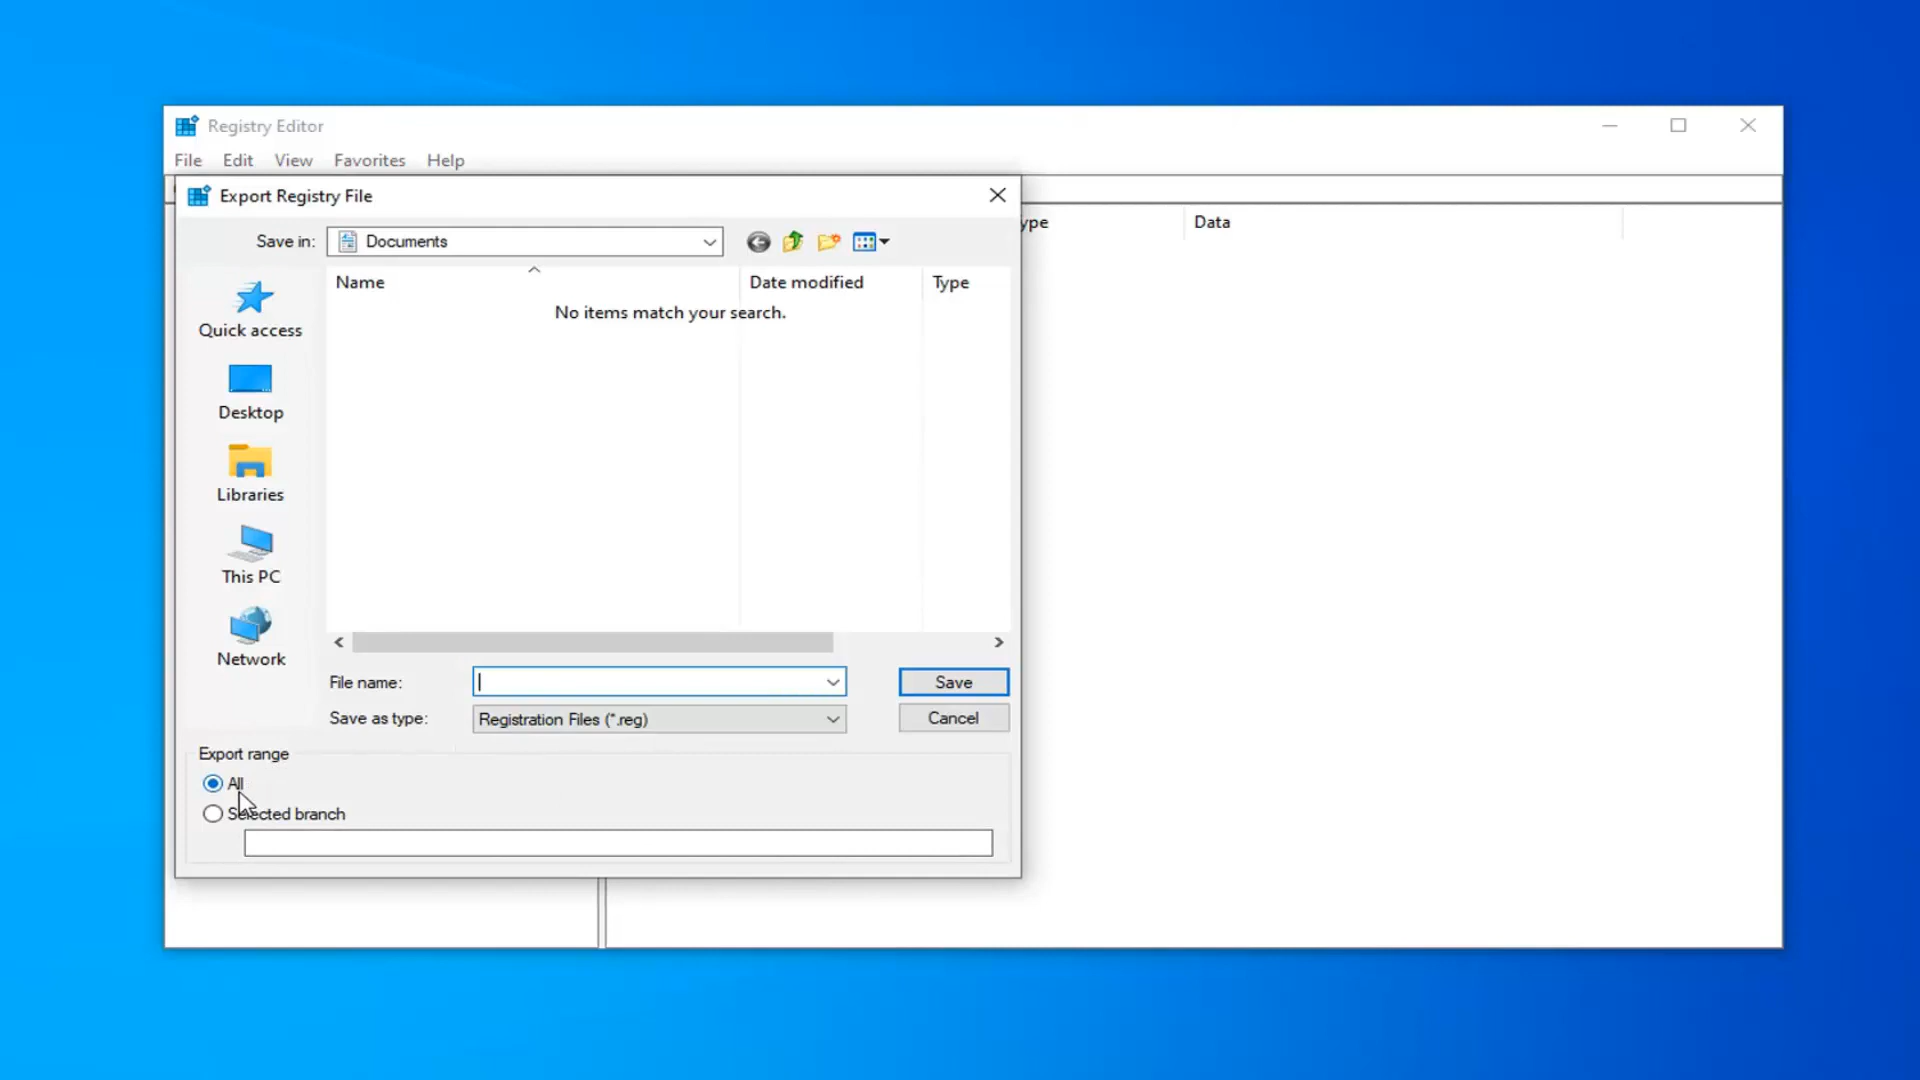 Registry Editor
File Edit View Favorites Help
Export Registry File
Save in: Documents
ype Data
Name Date modified Type
No items match your search.
Quick access
Desktop
Libraries
This PC
Network
File name: Save
Save as type: Registration Files (*.reg) Cancel
Export range
All
Selected branch